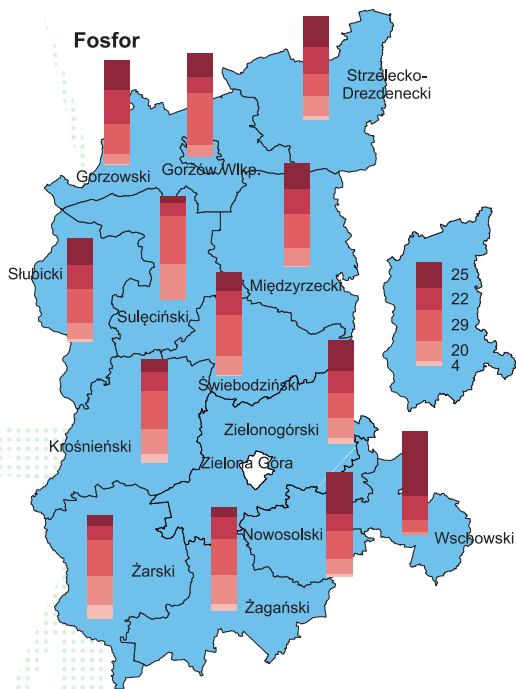 Fosfor
Strzelecko-
Drezdenecki
Gorzowski
Gorzów Wlkp.
Słubicki
Międzyrzecki
Sulęciński
25
22
29
20
4
Świebodziński
Zielonogórski
Krośnieński
Zielona Góra
Nowosolski
Wschowski
Żarski
Żagański